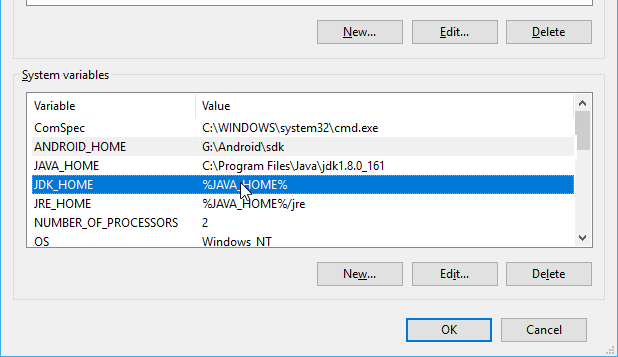 New... Edit... Delete
System variables
Variable Value
ComSpec C:\WINDOWS\system32\cmd.exe
ANDROID_HOME G:\Android\sdk
JAVA_HOME C:\Program Files\Java\jdk1.8.0_161
JDK_HOME %JAVA_HOME%
JRE_HOME %JAVA_HOME%/jre
NUMBER_OF_PROCESSORS 2
OS Windows_NT
New... Edit... Delete
OK Cancel